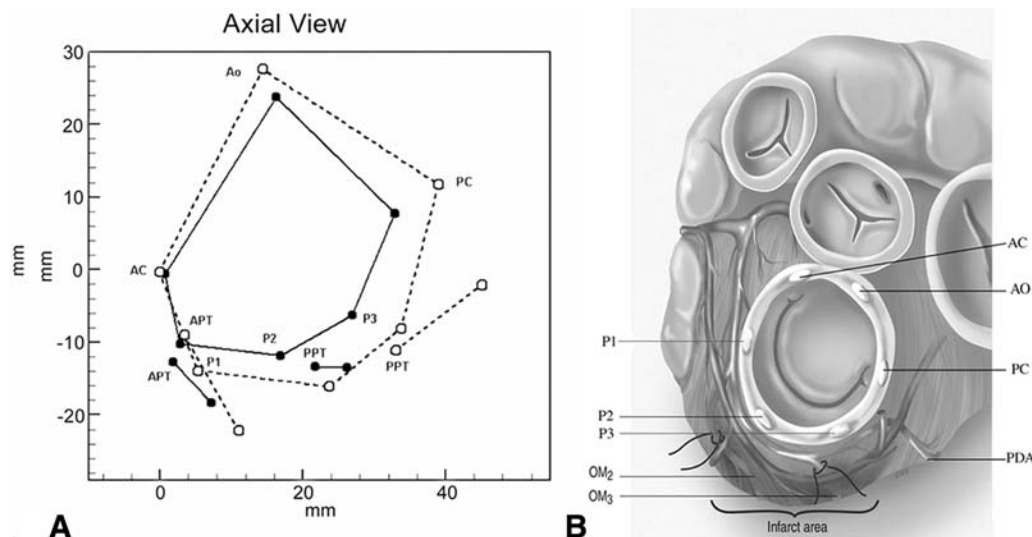 Axial View
30
20
10
0
-10
-20
mm
mm
0
20
40
mm
Ao
PC
AC
APT
P1
P2
P3
PPT
PPT
APT
A
AC
AO
P1
PC
P2
P3
PDA
OM2
OM3
Infarct area
B